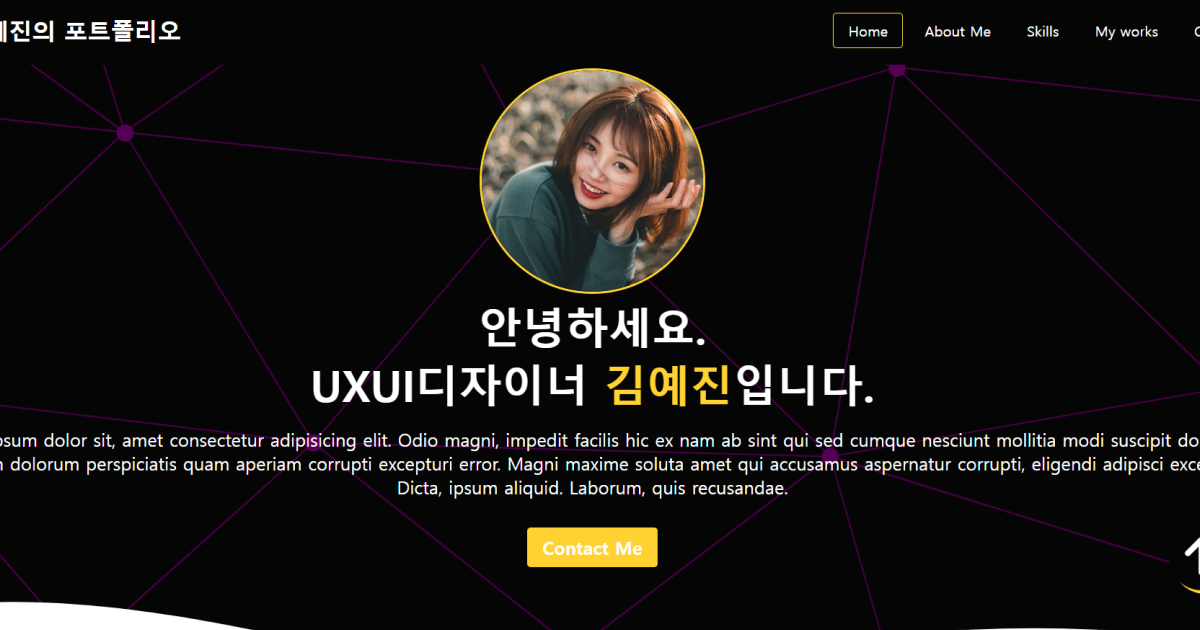 예진의 포트폴리오
Home About Me Skills My works
안녕하세요.
UXUI디자이너 김예진입니다.
dolor sit, amet consectetur adipisicing elit. Odio magni, impedit facilis hic ex nam ab sint qui sed cumque nesciunt mollitia modi suscipit
dolorum perspiciatis quam aperiam corrupti excepturi error. Magni maxime soluta amet qui accusamus aspernatur corrupti, eligendi adipisci
Dicta, ipsum aliquid. Laborum, quis recusandae.
Contact Me